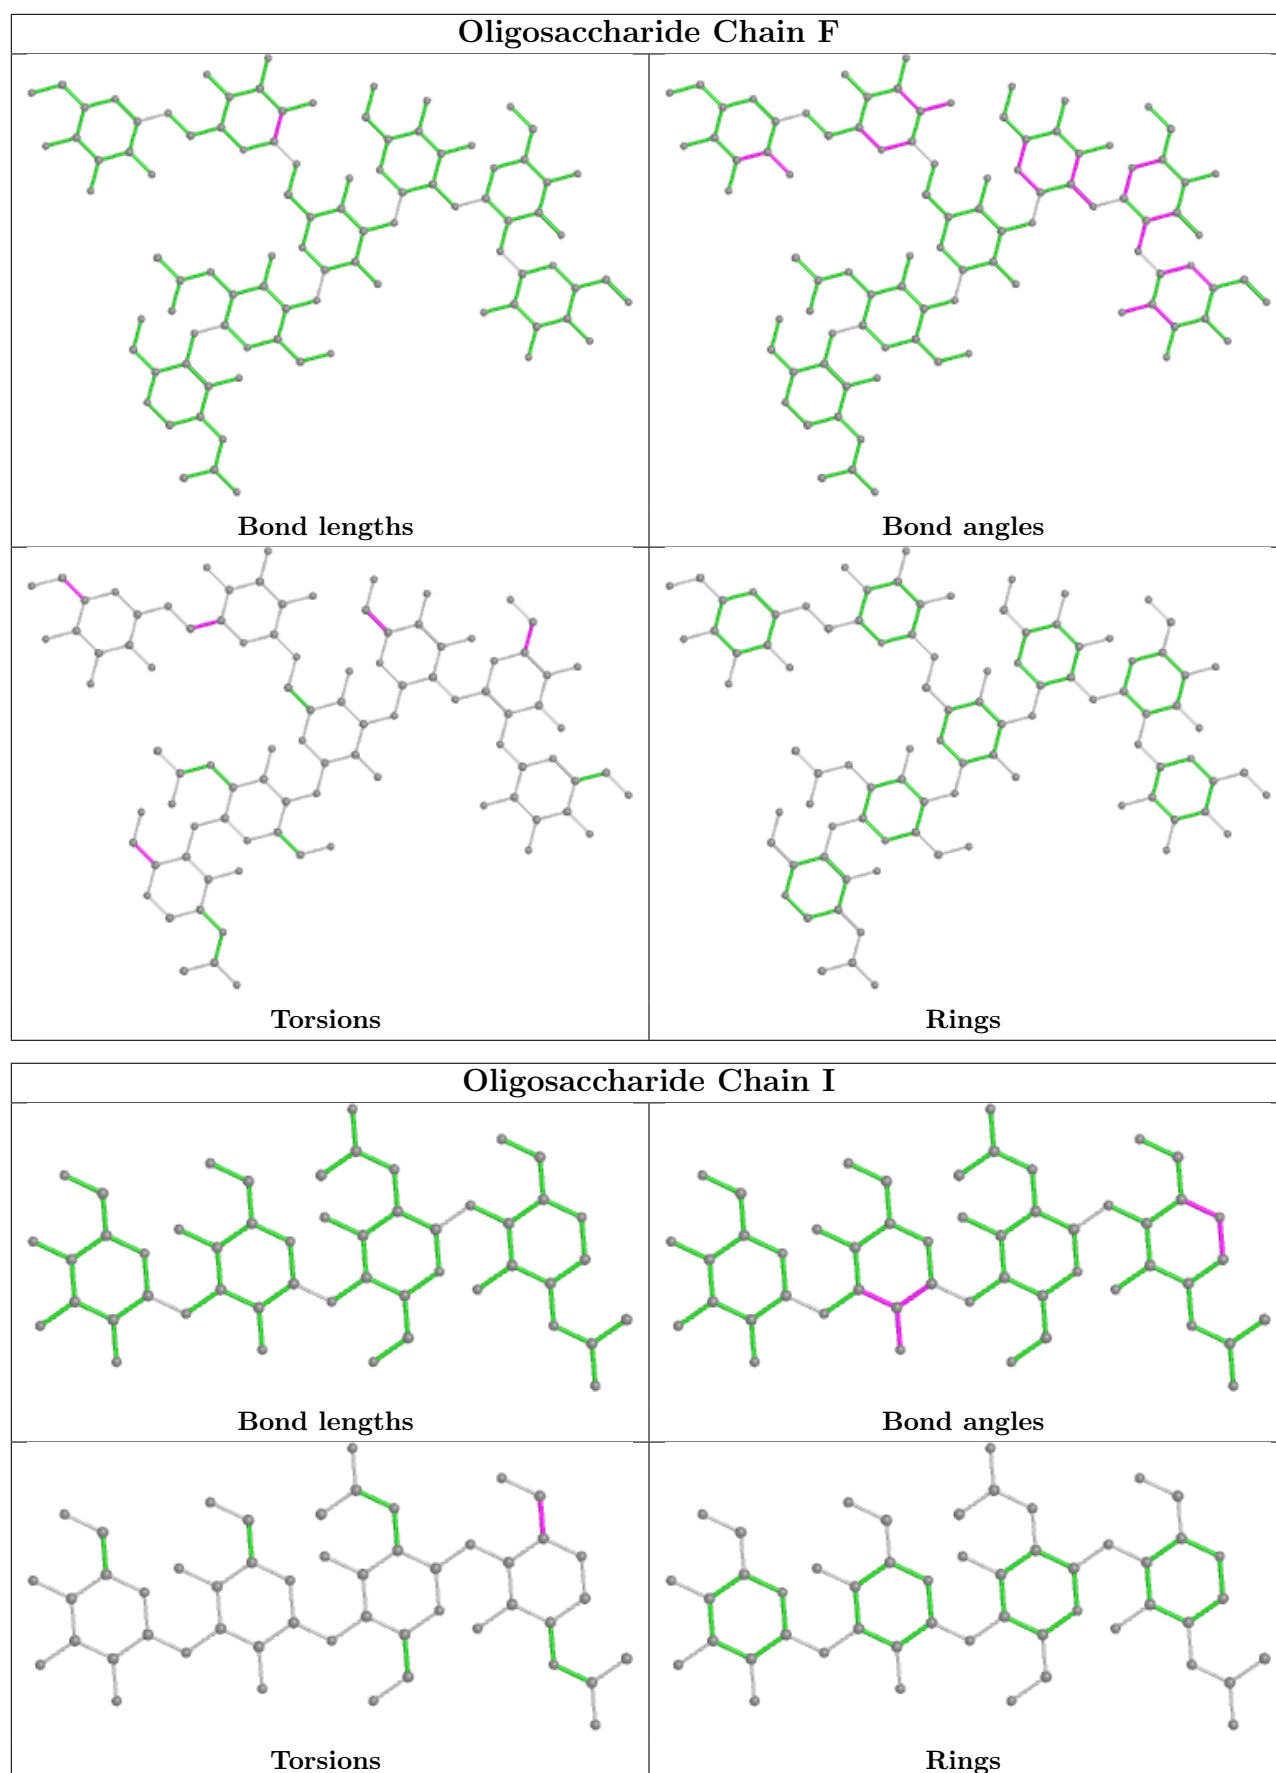 Oligosaccharide Chain F
Bond lengths
Bond angles
Torsions
Rings
Oligosaccharide Chain I
Bond lengths
Bond angles
Torsions
Rings